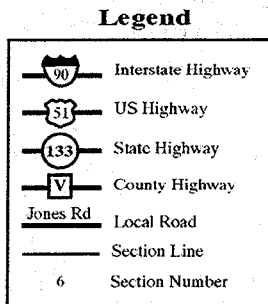 Legend
90 Interstate Highway
51 US Highway
133 State Highway
V County Highway
Jones Rd Local Road
Section Line
6 Section Number